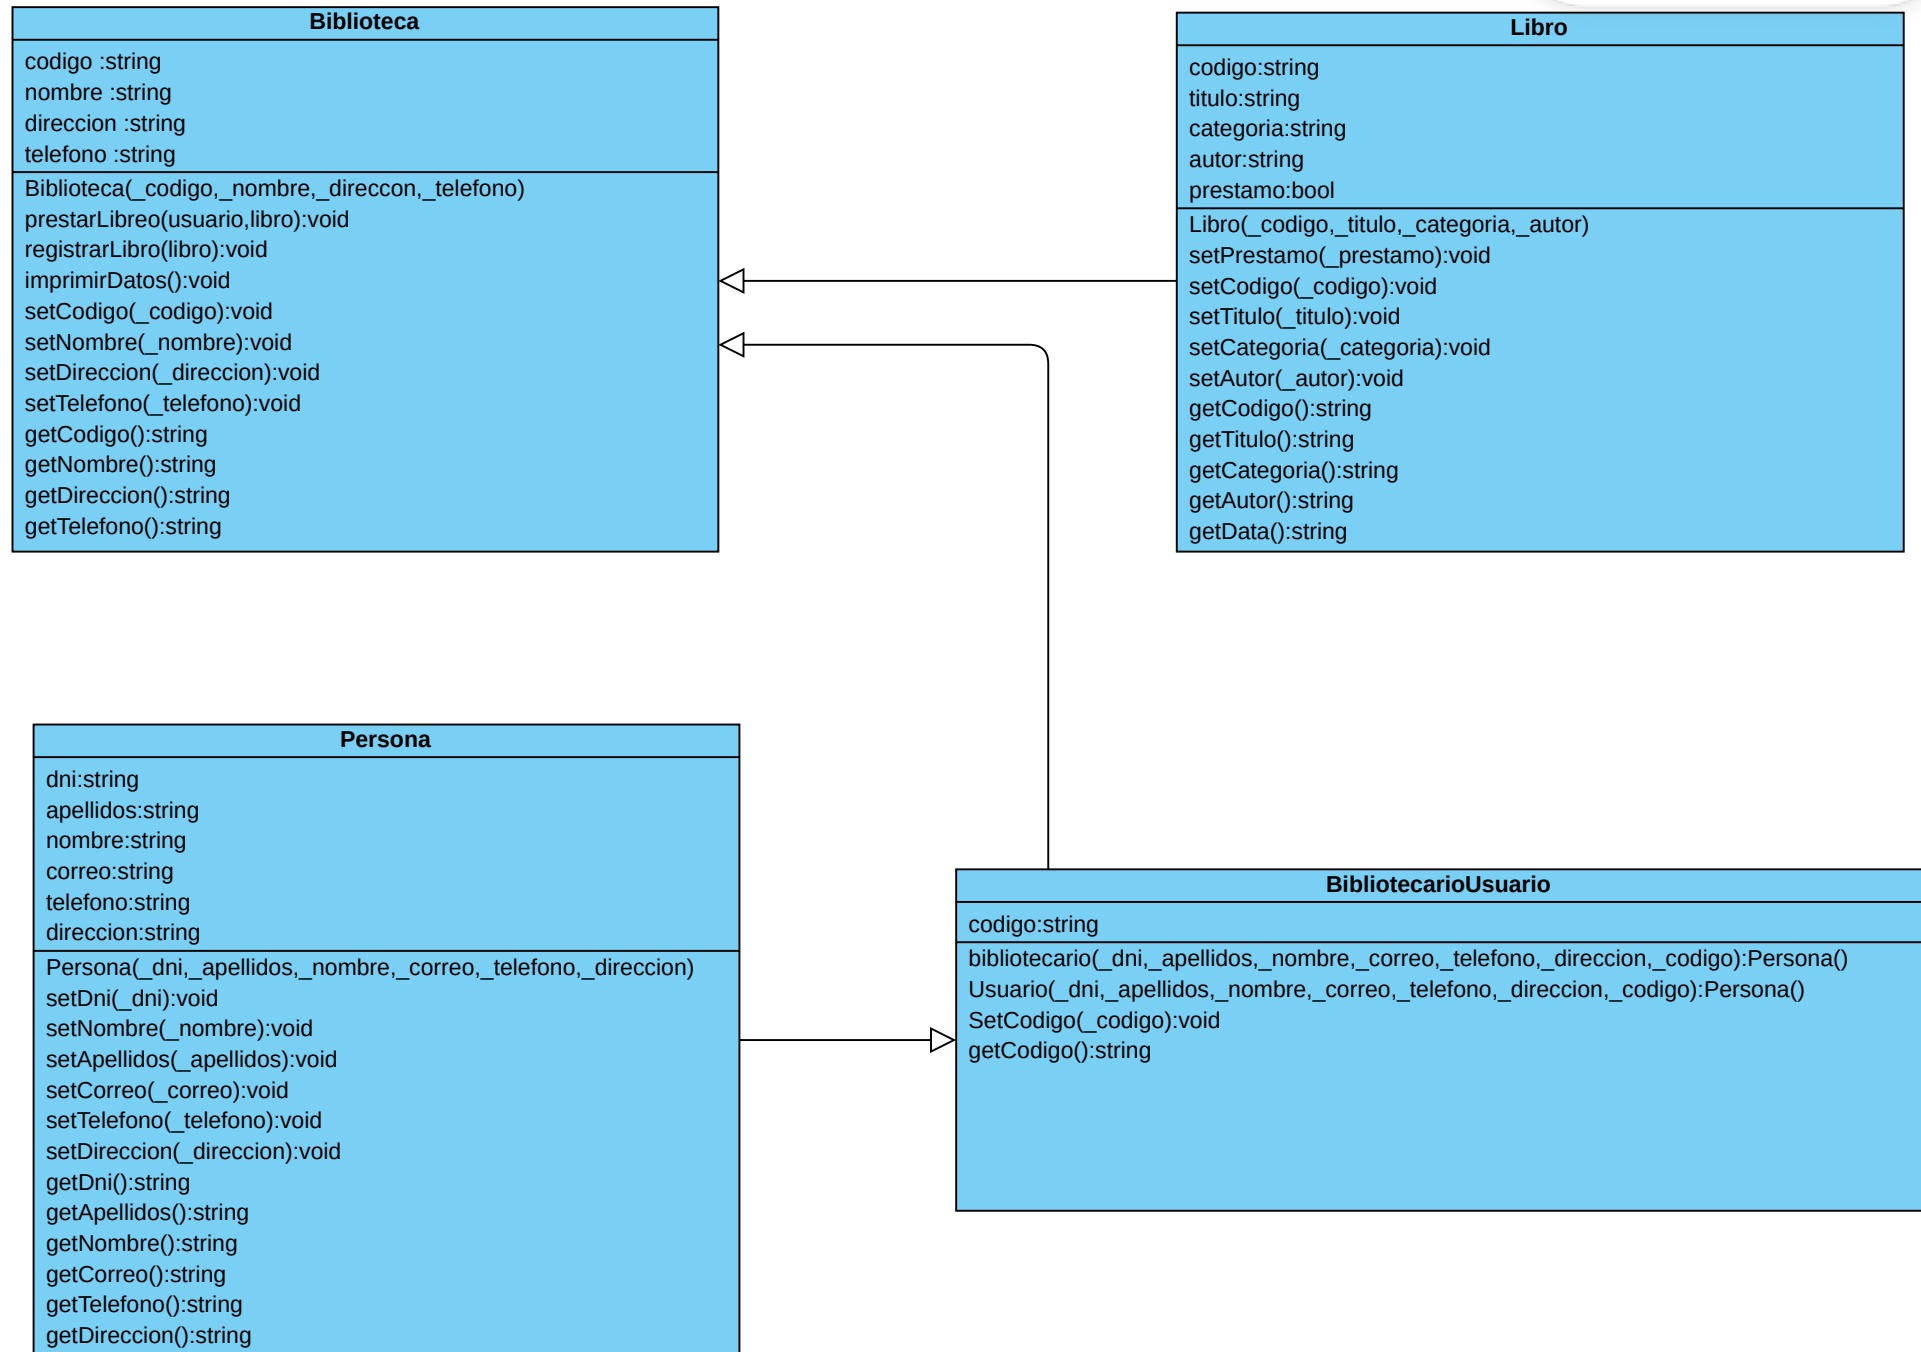 Biblioteca
codigo :string
nombre :string
direccion :string
telefono :string
Biblioteca(_codigo,_nombre,_direccon,_telefono)
prestarLibreo(usuario,libro):void
registrarLibro(libro):void
imprimirDatos():void
setCodigo(_codigo):void
setNombre(_nombre):void
setDireccion(_direccion):void
setTelefono(_telefono):void
getCodigo():string
getNombre():string
getDireccion():string
getTelefono():string
Libro
codigo:string
titulo:string
categoria:string
autor:string
prestamo:bool
Libro(_codigo,_titulo,_categoria,_autor)
setPrestamo(_prestamo):void
setCodigo(_codigo):void
setTitulo(_titulo):void
setCategoria(_categoria):void
setAutor(_autor):void
getCodigo():string
getTitulo():string
getCategoria():string
getAutor():string
getData():string
Persona
dni:string
apellidos:string
nombre:string
correo:string
telefono:string
direccion:string
Persona(_dni,_apellidos,_nombre,_correo,_telefono,_direccion)
setDni(_dni):void
setNombre(_nombre):void
setApellidos(_apellidos):void
setCorreo(_correo):void
setTelefono(_telefono):void
setDireccion(_direccion):void
getDni():string
getApellidos():string
getNombre():string
getCorreo():string
getTelefono():string
getDireccion():string
BibliotecarioUsuario
codigo:string
bibliotecario(_dni,_apellidos,_nombre,_correo,_telefono,_direccion,_codigo):Persona()
Usuario(_dni,_apellidos,_nombre,_correo,_telefono,_direccion,_codigo):Persona()
SetCodigo(_codigo):void
getCodigo():string